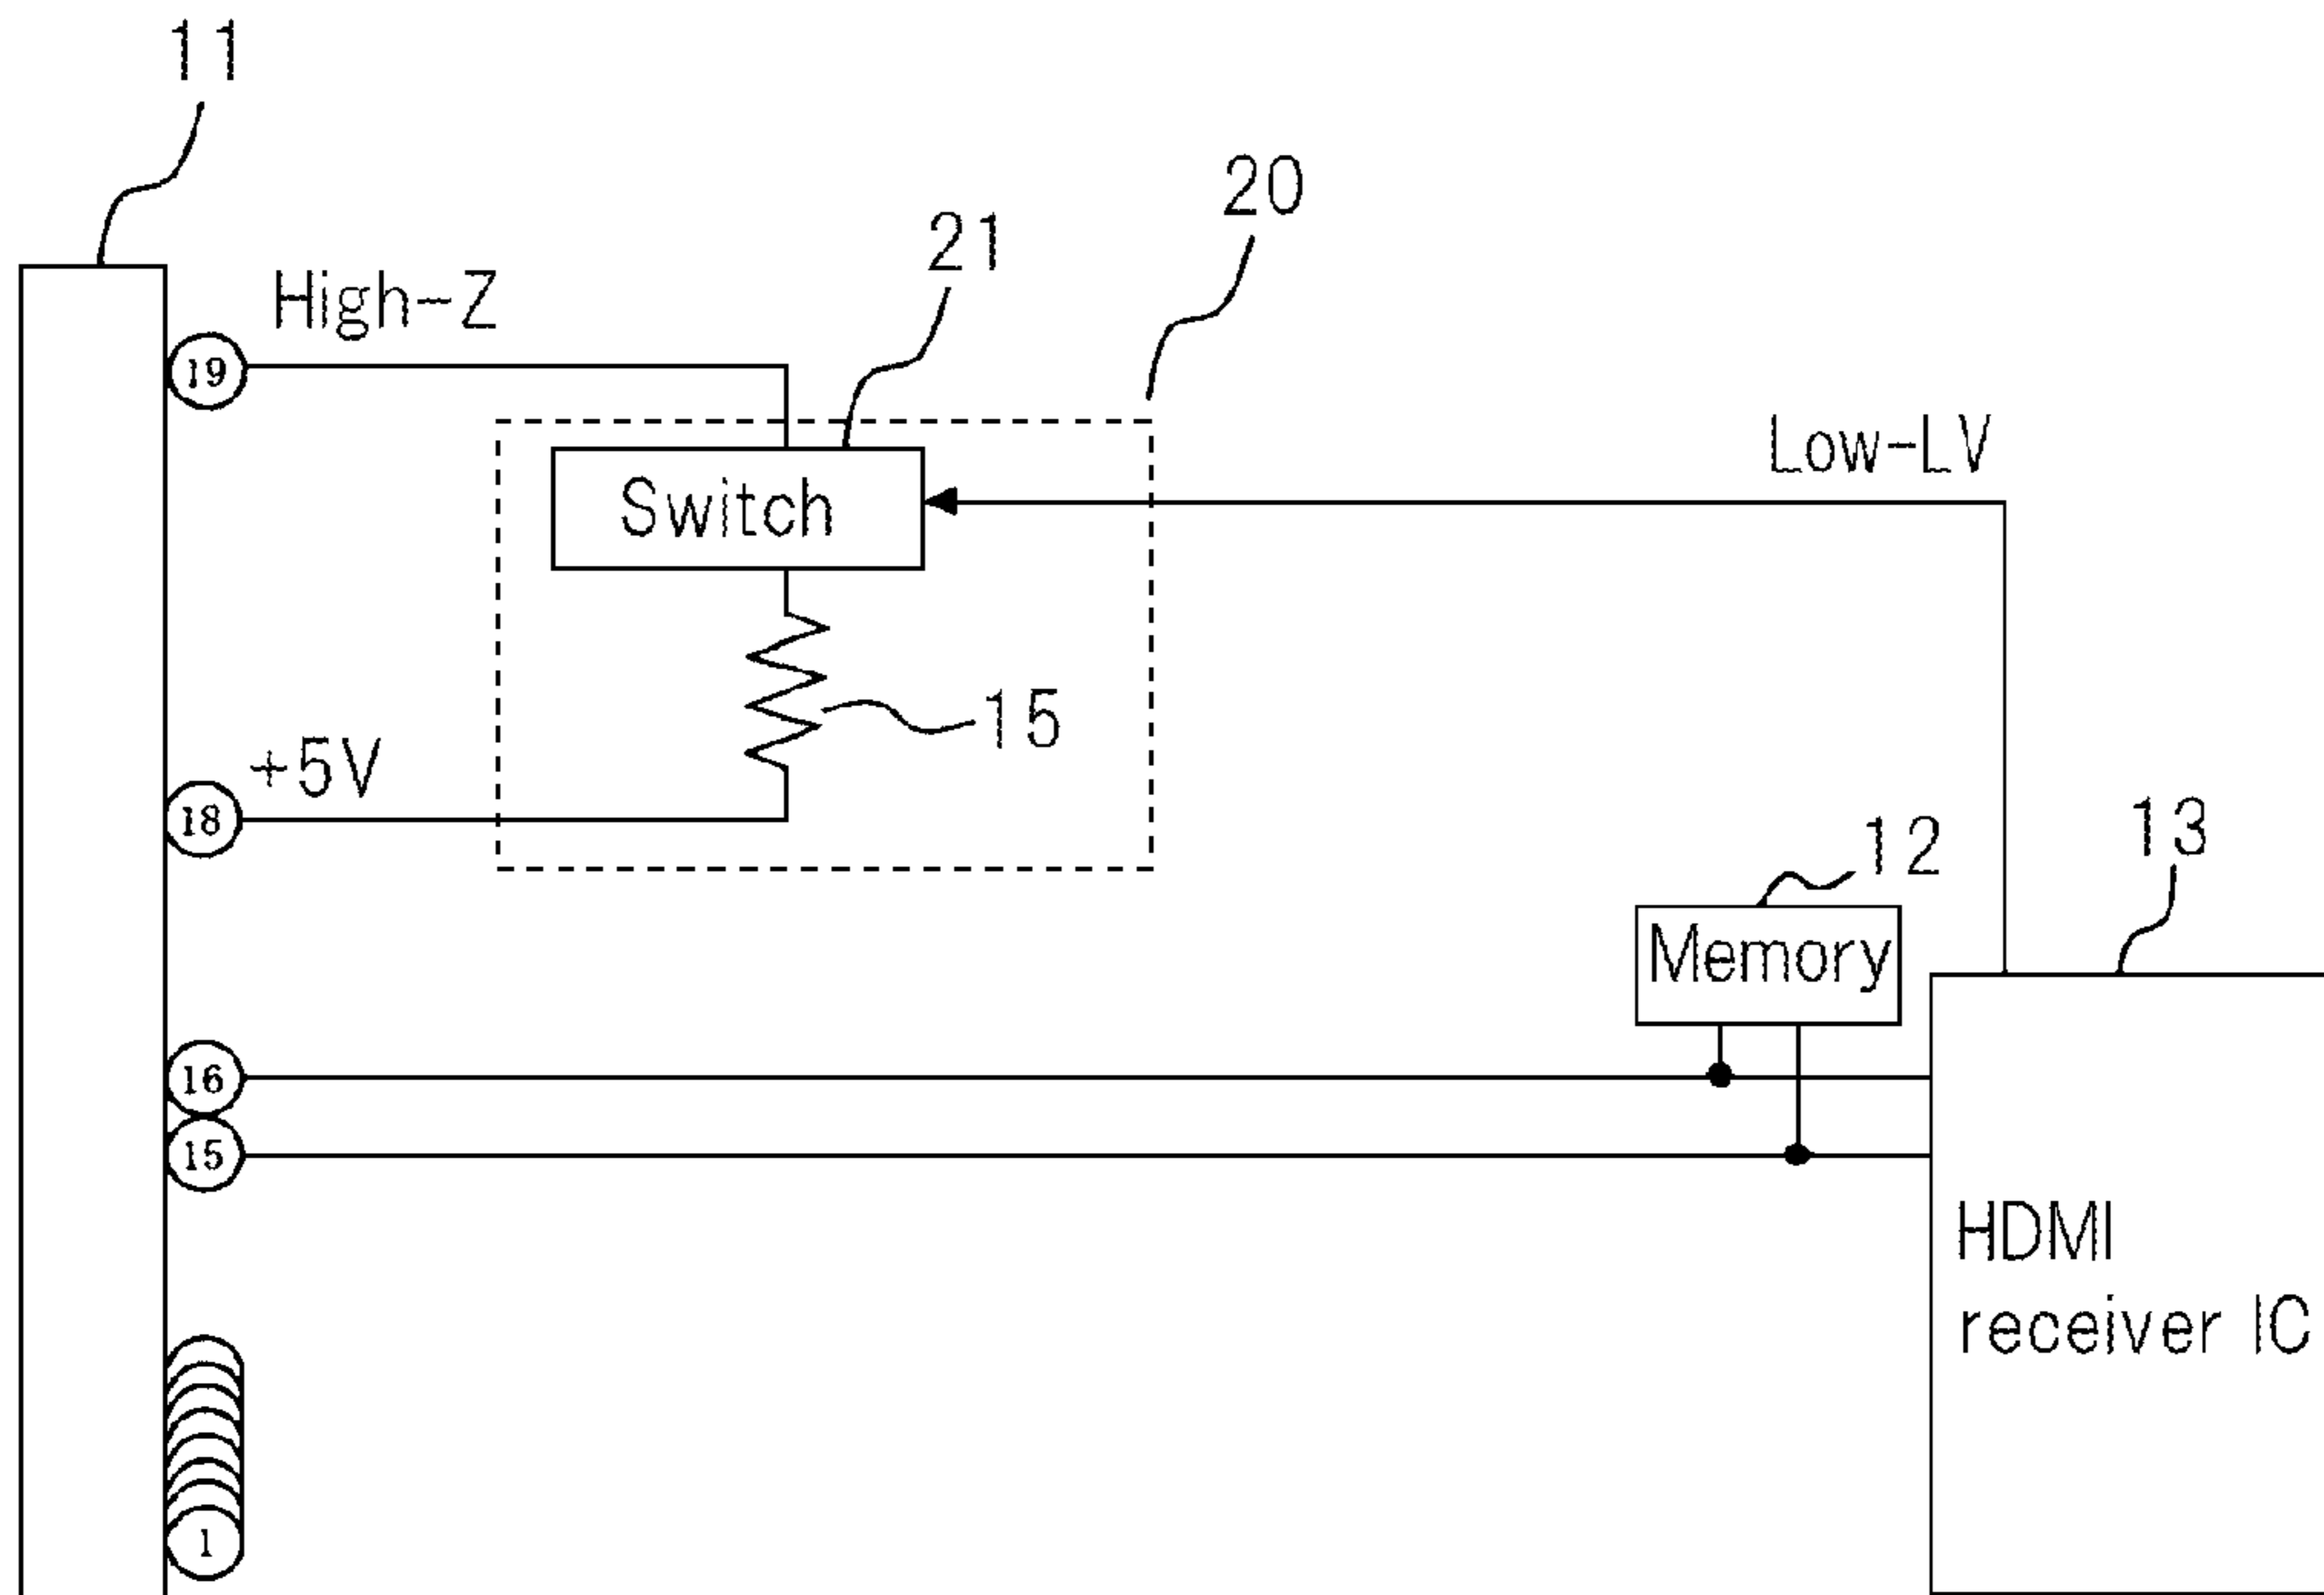 11
20
21
High-Z
19
Low-LV
Switch
15
+5V
18
12
13
Memory
16
15
HDMI
receiver IC
1